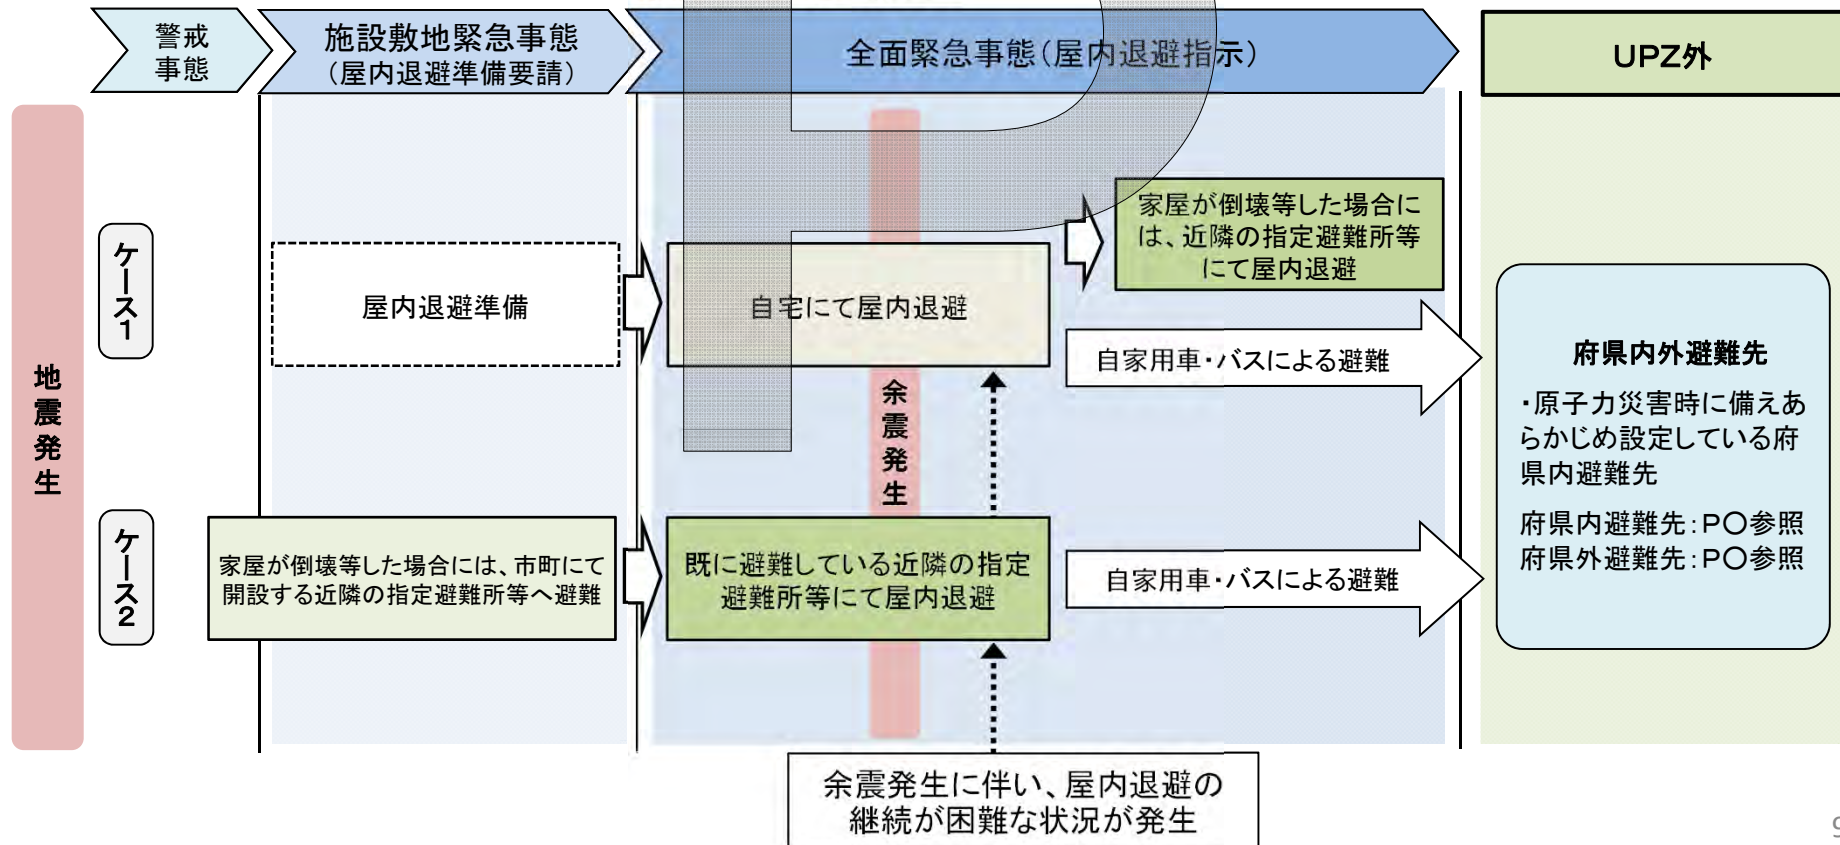 警戒
事態
施設敷地緊急事態
（屋内退避準備要請）
全面緊急事態（屋内退避指示）
UPZ外
地震発生
ケース1
屋内退避準備
自宅にて屋内退避
家屋が倒壊等した場合に
は、近隣の指定避難所等
にて屋内退避
自家用車・バスによる避難
余震発生
ケース2
家屋が倒壊等した場合には、市町にて
開設する近隣の指定避難所等へ避難
既に避難している近隣の指定
避難所等にて屋内退避
自家用車・バスによる避難
府県内外避難先
・原子力災害時に備えあ
らかじめ設定している府
県内避難先
府県内避難先：P〇参照
府県外避難先：P〇参照
余震発生に伴い、屋内退避の
継続が困難な状況が発生